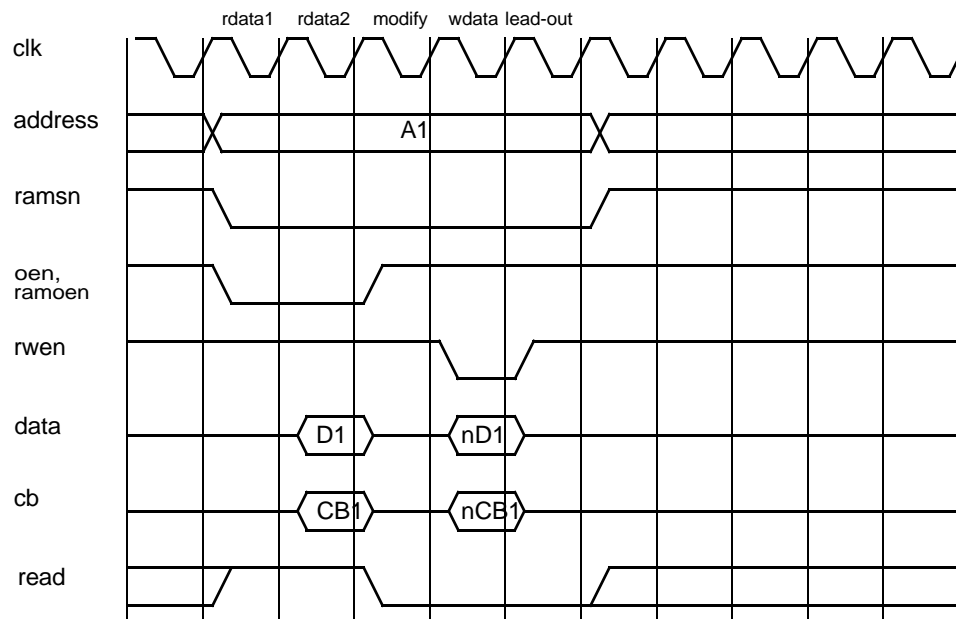 rdata1 rdata2 modify wdata lead-out
clk
address A1
ramsn
oen,
ramoen
rwen
data D1 nD1
cb CB1 nCB1
read